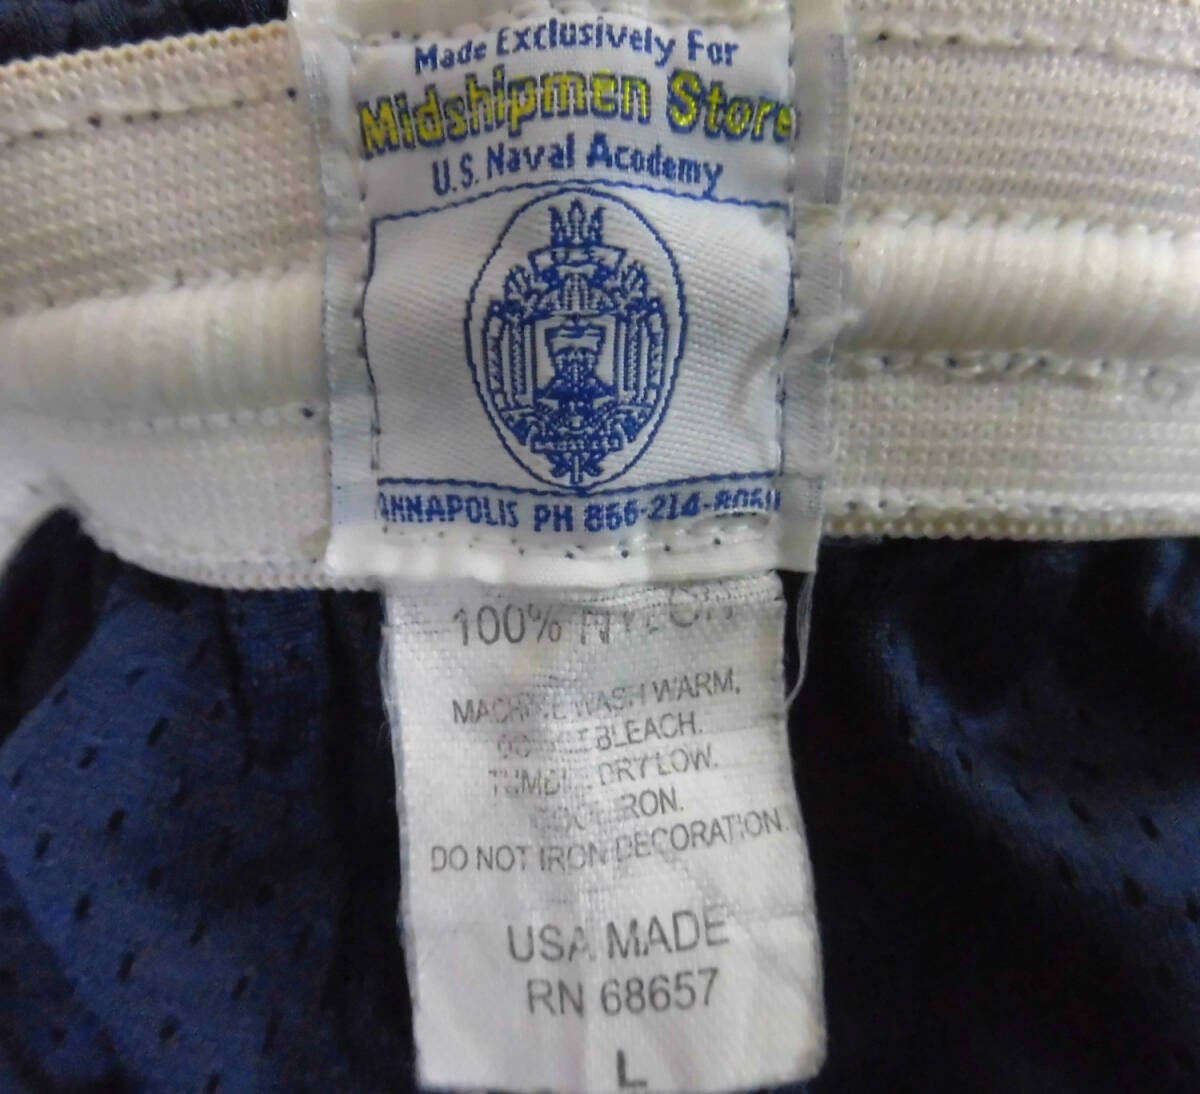 Made Exclusively For
Midshipmen Store
U.S. Naval Academy
U.S.
ANNAPOLIS PH 866-214-
100% NYLON
MACHINE WASH WARM,
BLEACH.
TUMBLE DRY LOW.
IRON.
DO NOT IRON DECORATION.
USA MADE
RN 68657
L